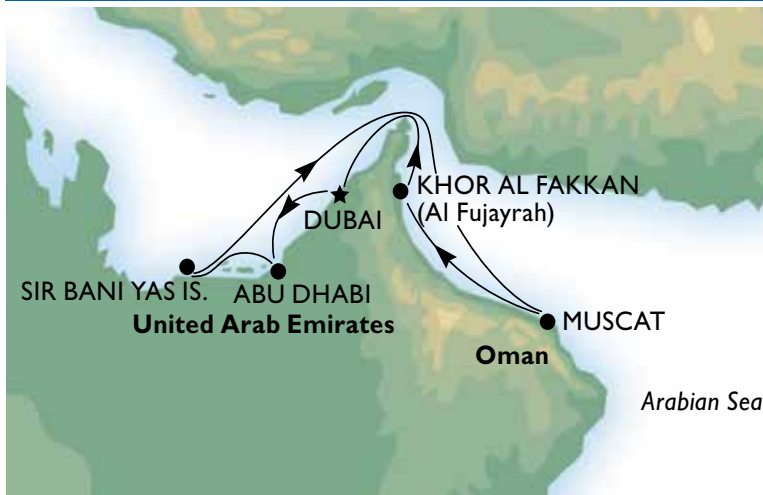 KHOR AL FAKKAN
(Al Fujayrah)
DUBAI
SIR BANI YAS IS.
ABU DHABI
United Arab Emirates
MUSCAT
Oman
Arabian Sea